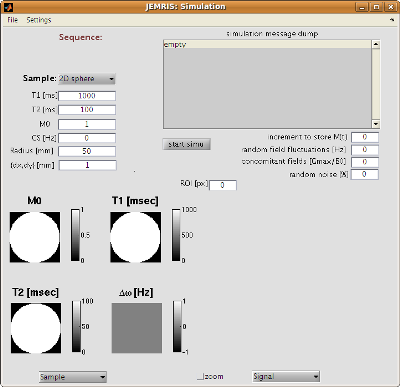 JEMRIS: Simulation
File Settings
Sequence:
simulation message dump
empty
Sample: 2D sphere
T1 [ms] 1000
T2 [ms] 100
M0 1
CS [Hz] 0
Radius [mm] 50
(dx,dy) [mm] 1
start simu
increment to store M(t) 0
random field fluctuations [Hz] 0
concomitant fields [Gmax/B0] 0
random noise [%] 0
ROI [px] 0
M0
1
0.5
0
T1 [msec]
1000
500
0
T2 [msec]
100
50
0
Δω [Hz]
1
0
-1
Sample
zoom
Signal